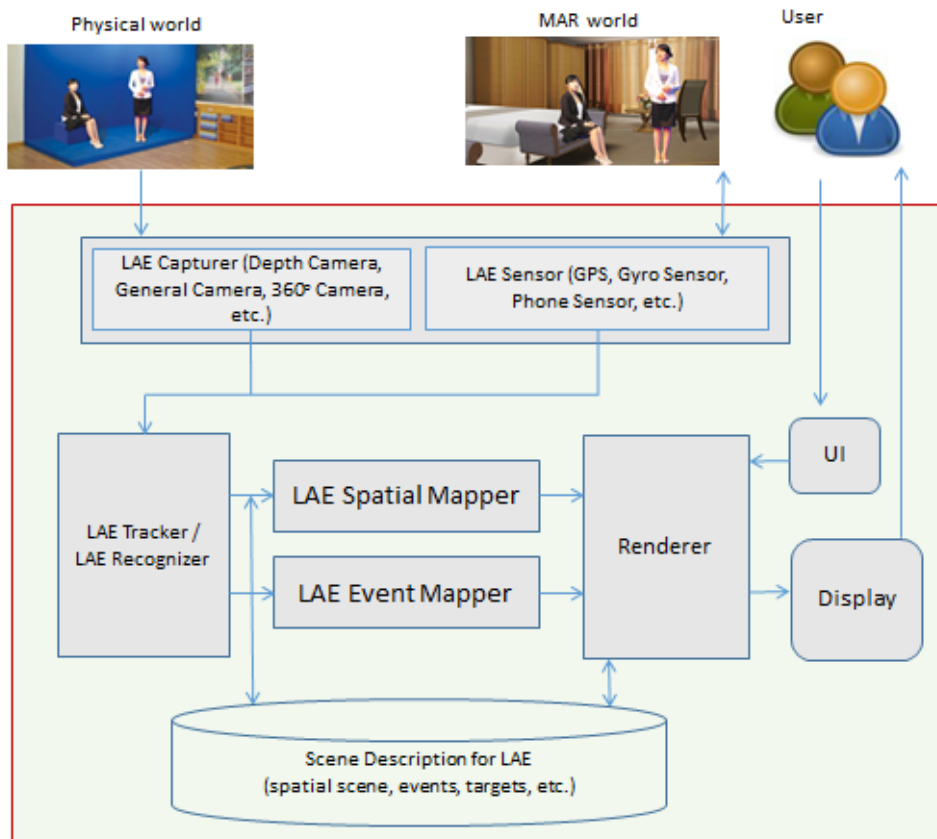 Physical world
MAR world
User
LAE Capturer (Depth Camera,
General Camera, 360º Camera,
etc.)
LAE Sensor (GPS, Gyro Sensor,
Phone Sensor, etc.)
LAE Tracker /
LAE Recognizer
LAE Spatial Mapper
LAE Event Mapper
Renderer
UI
Display
Scene Description for LAE
(spatial scene, events, targets, etc.)